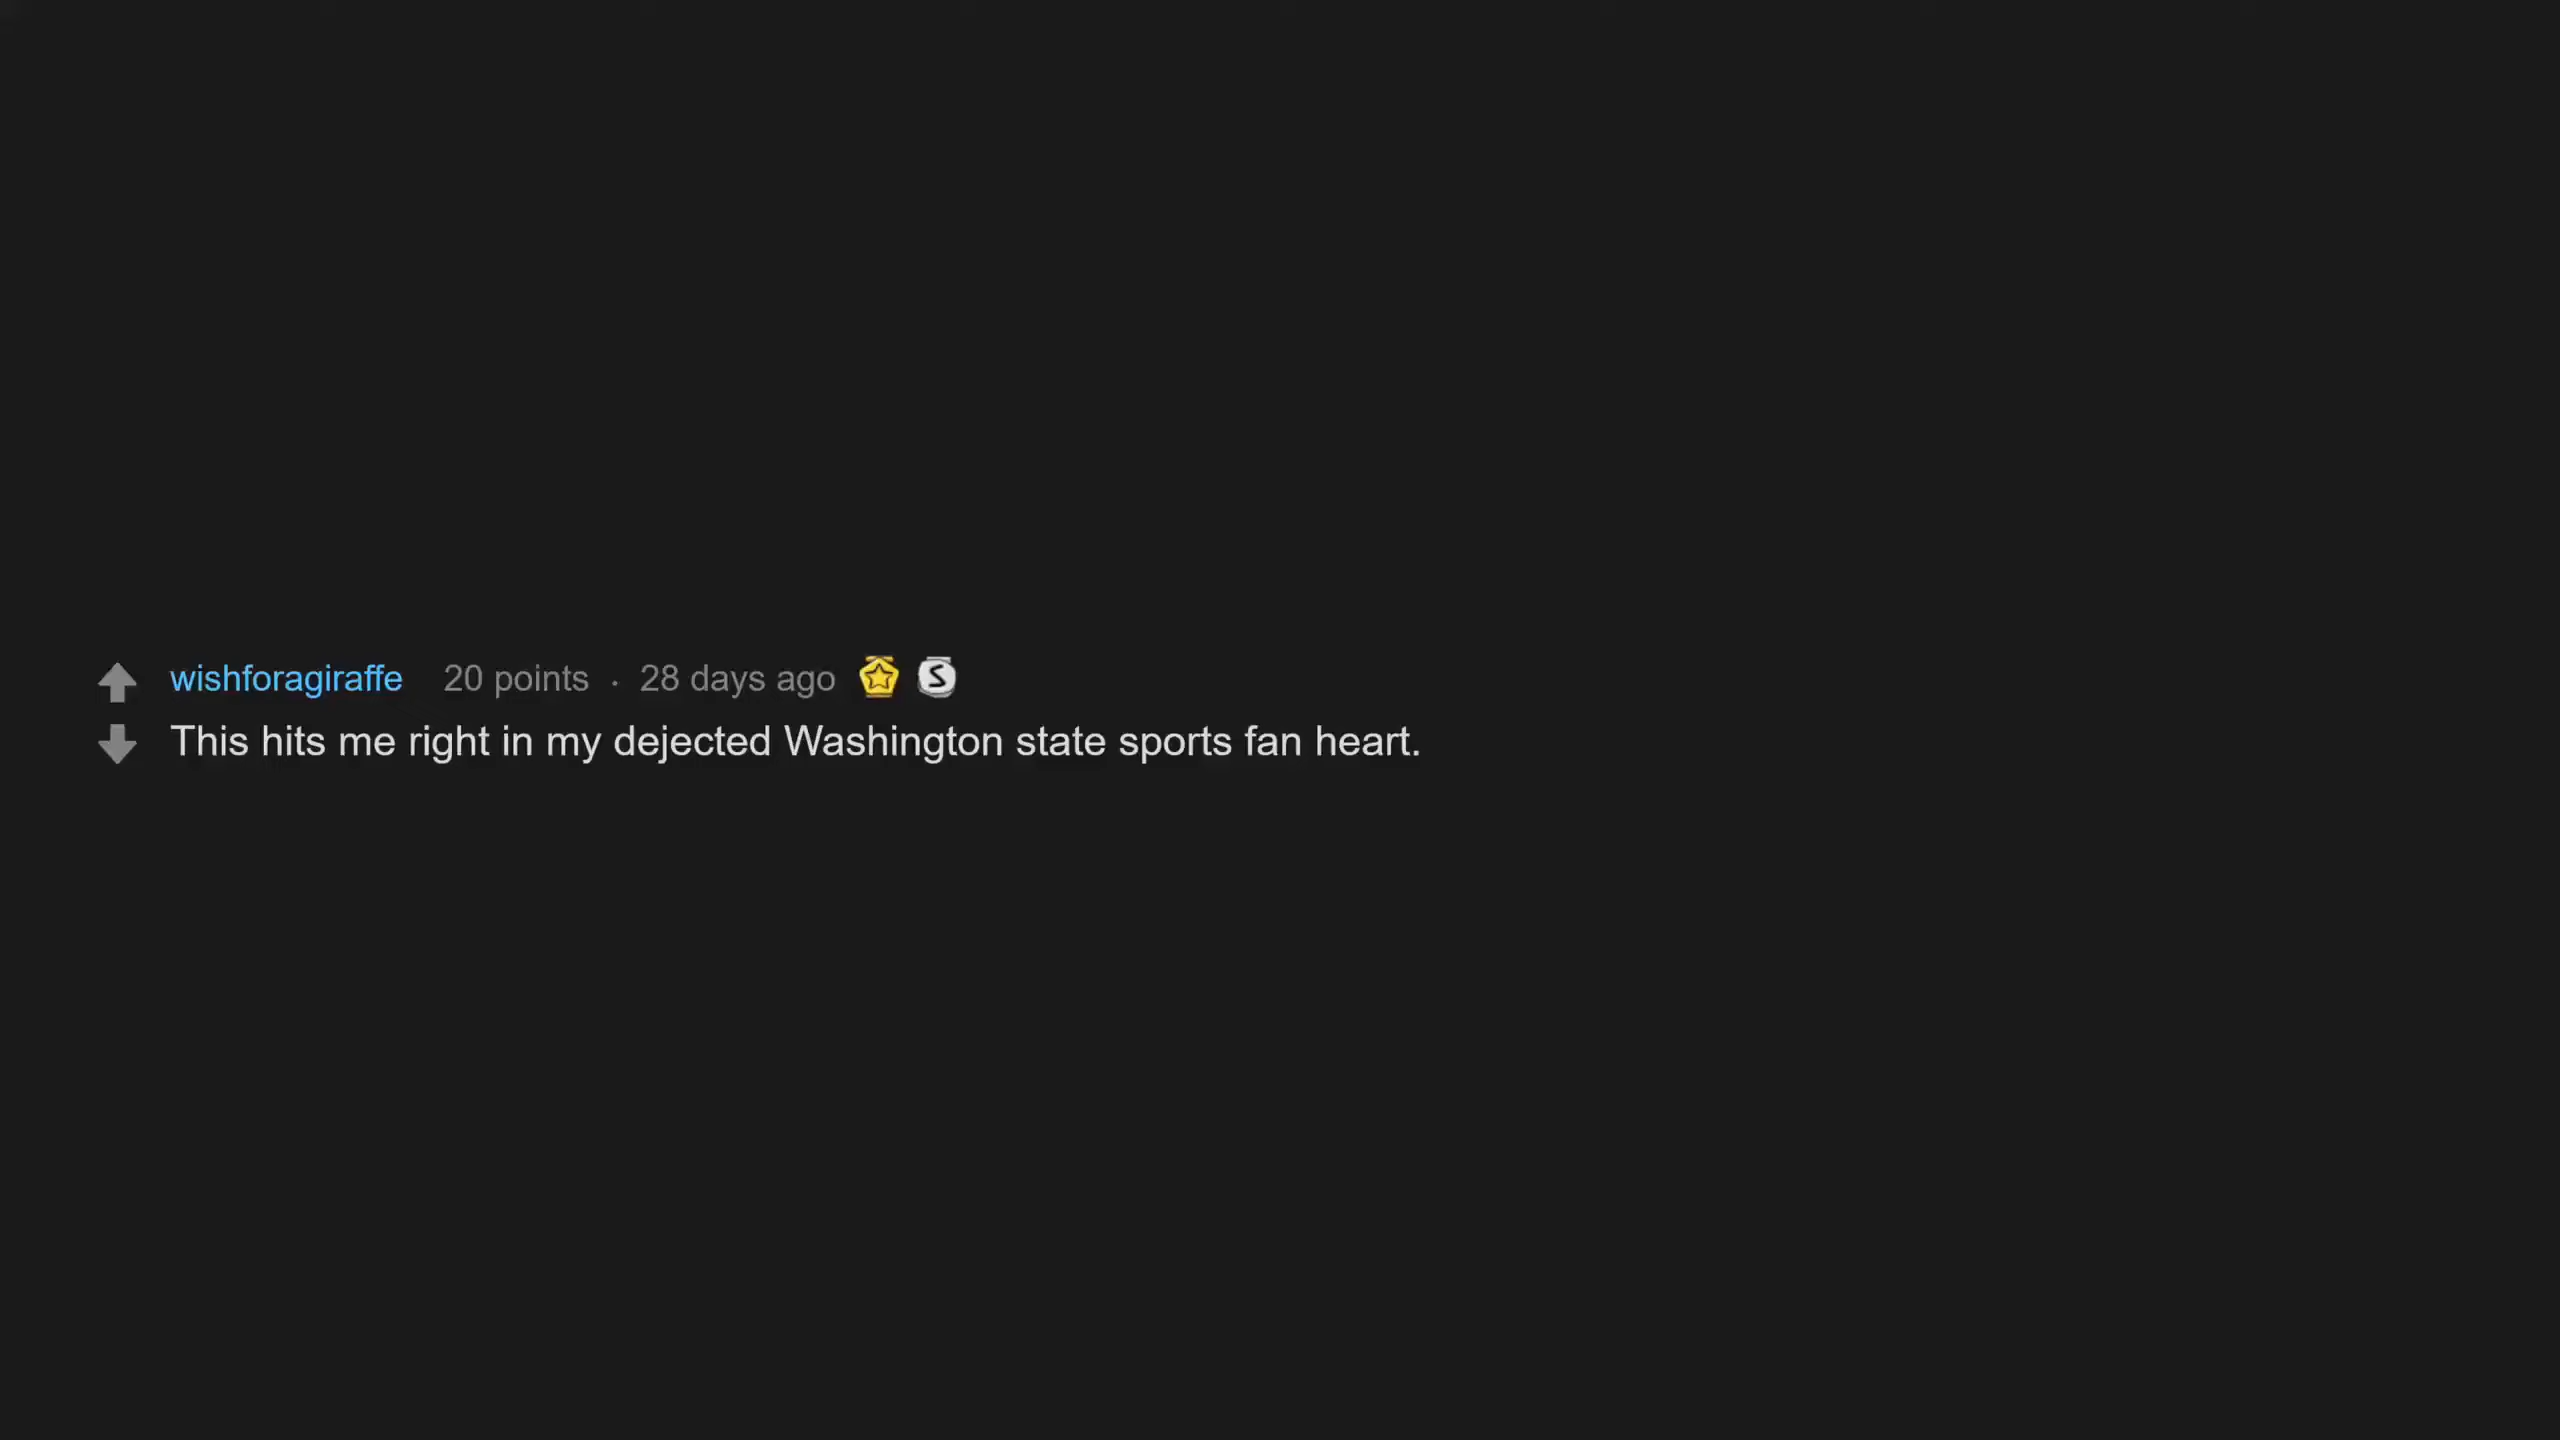 wishforagiraffe 20 points · 28 days ago S
This hits me right in my dejected Washington state sports fan heart.